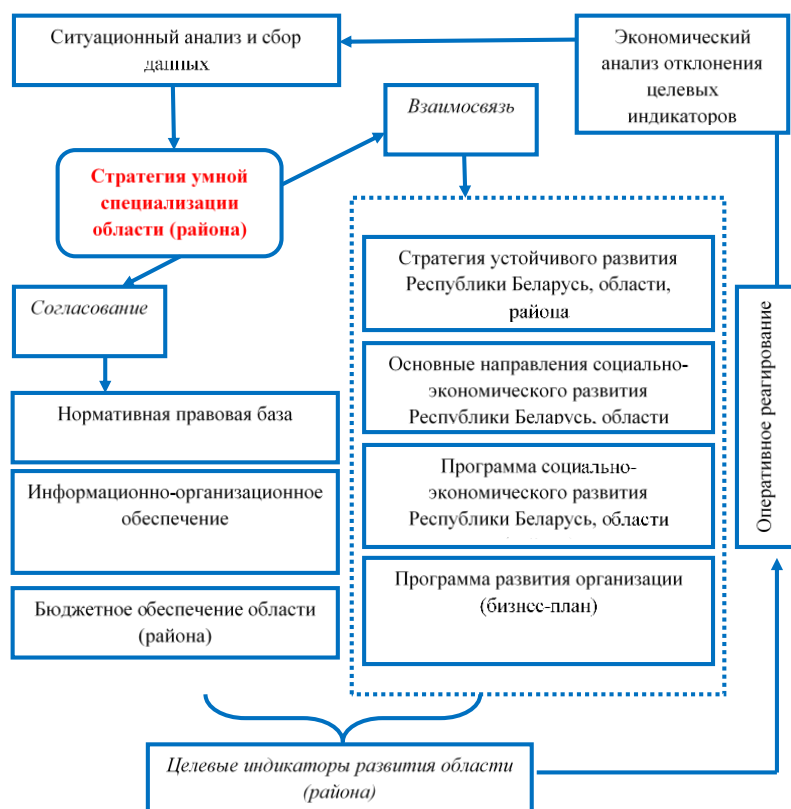 Ситуационный анализ и сбор
данных
Экономический
анализ отклонения
целевых
индикаторов
Взаимосвязь
Стратегия умной
специализации
области (района)
Согласование
Стратегия устойчивого развития
Республики Беларусь, области,
района
Основные направления социально-
экономического развития
Республики Беларусь, области
Программа социально-
экономического развития
Республики Беларусь, области
Программа развития организации
(бизнес-план)
Нормативная правовая база
Информационно-организационное
обеспечение
Бюджетное обеспечение области
(района)
Оперативное реагирование
Целевые индикаторы развития области
(района)